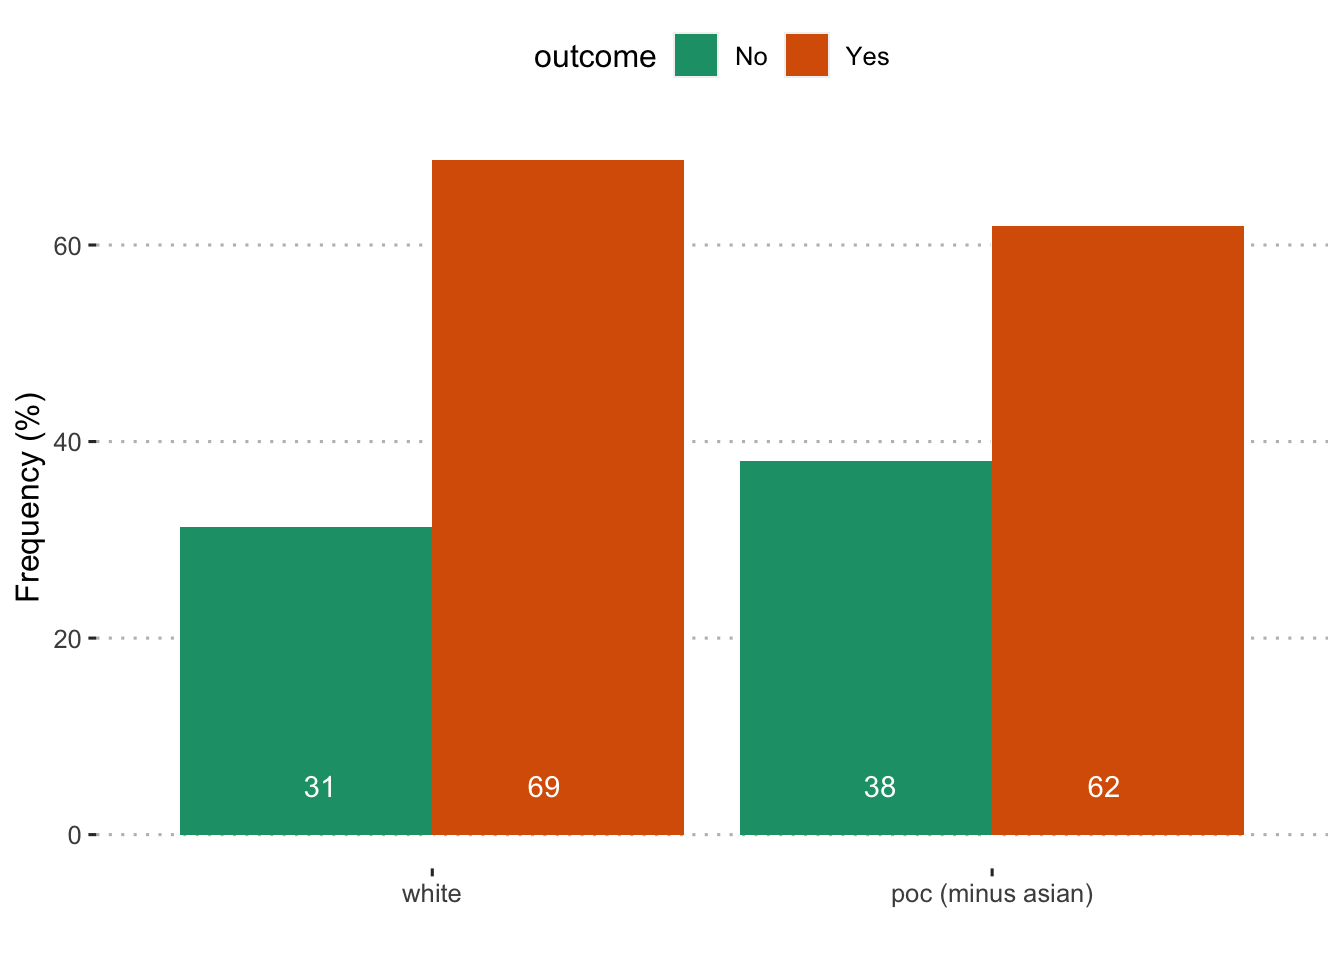 outcome No Yes
Frequency (%)
60
40
20
0
31 69 38 62
white poc (minus asian)